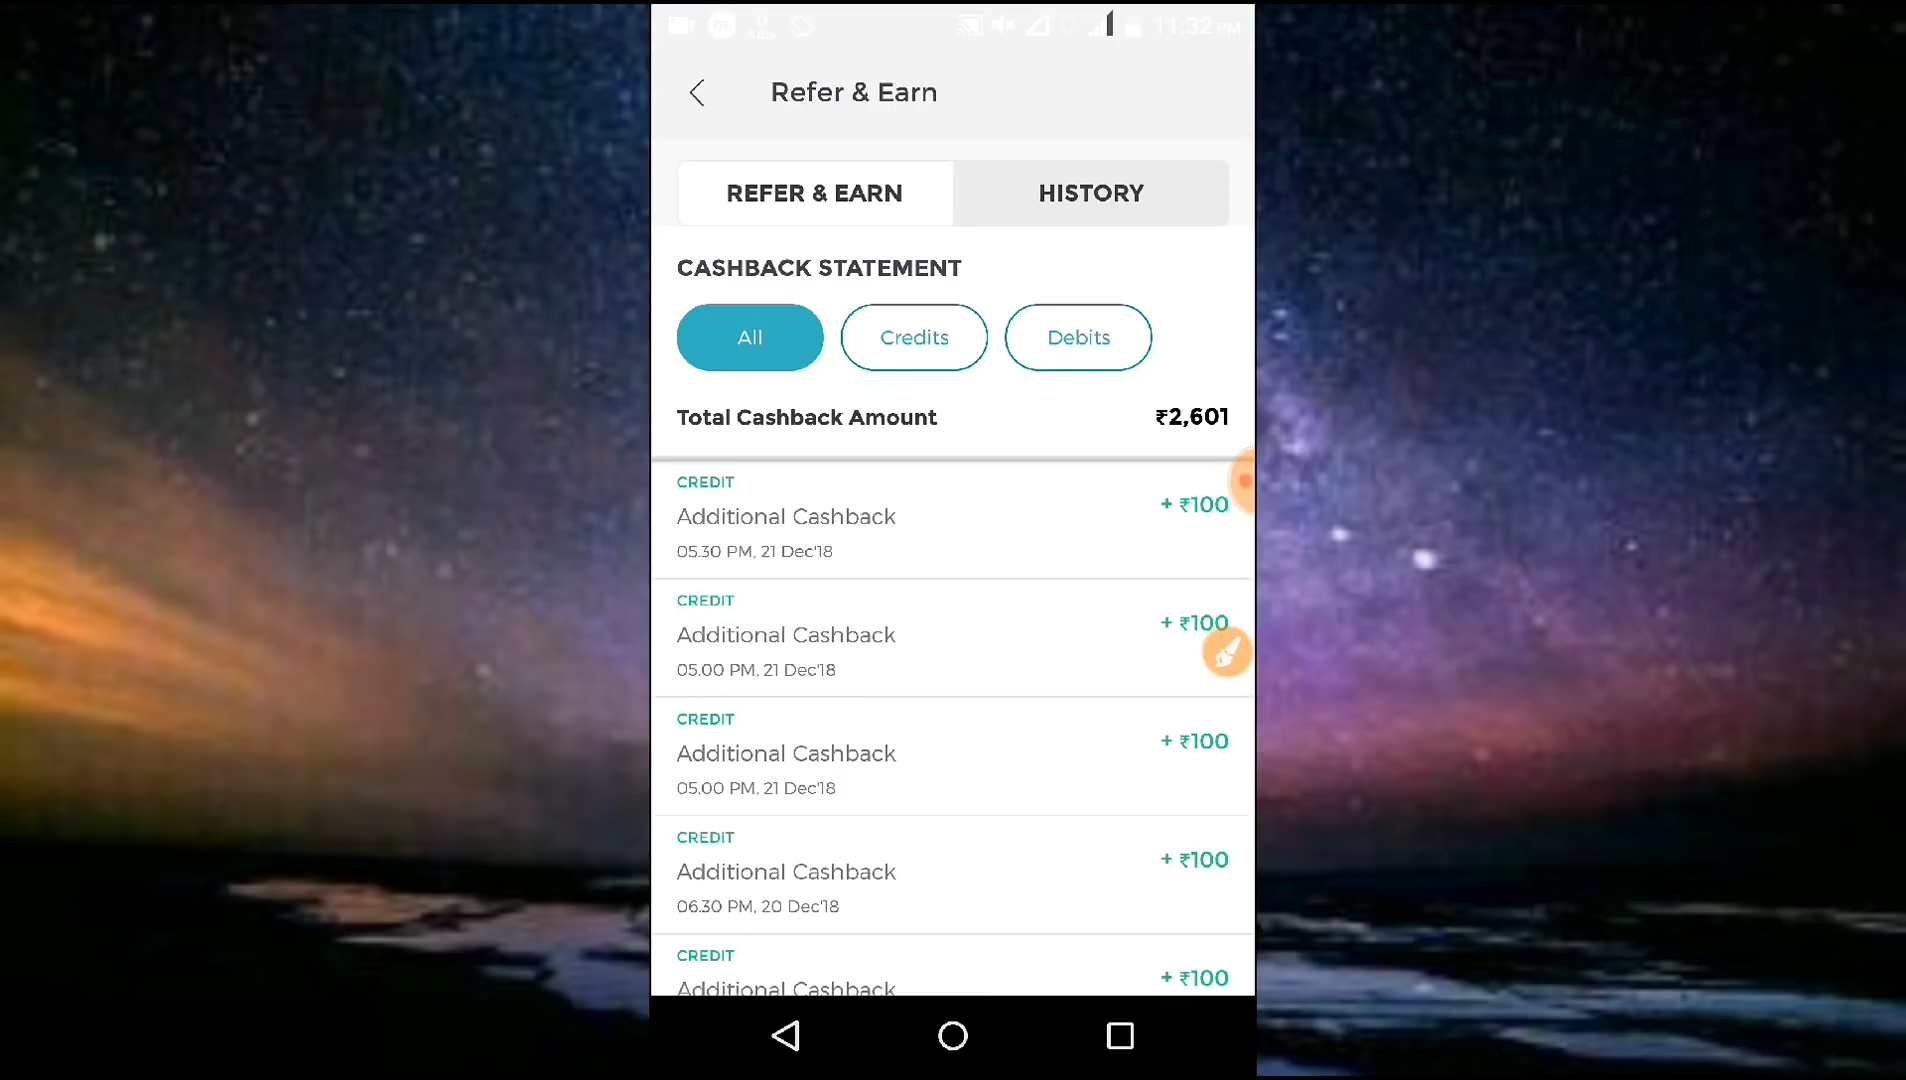 11:32 PM
Refer & Earn
REFER & EARN
HISTORY
CASHBACK STATEMENT
All
Credits
Debits
Total Cashback Amount
₹2,601
CREDIT
Additional Cashback
+ ₹100
05.30 PM, 21 Dec'18
CREDIT
Additional Cashback
+ ₹100
05.00 PM, 21 Dec'18
CREDIT
Additional Cashback
+ ₹100
05.00 PM, 21 Dec'18
CREDIT
Additional Cashback
+ ₹100
06.30 PM, 20 Dec'18
CREDIT
Additional Cashback
+ ₹100